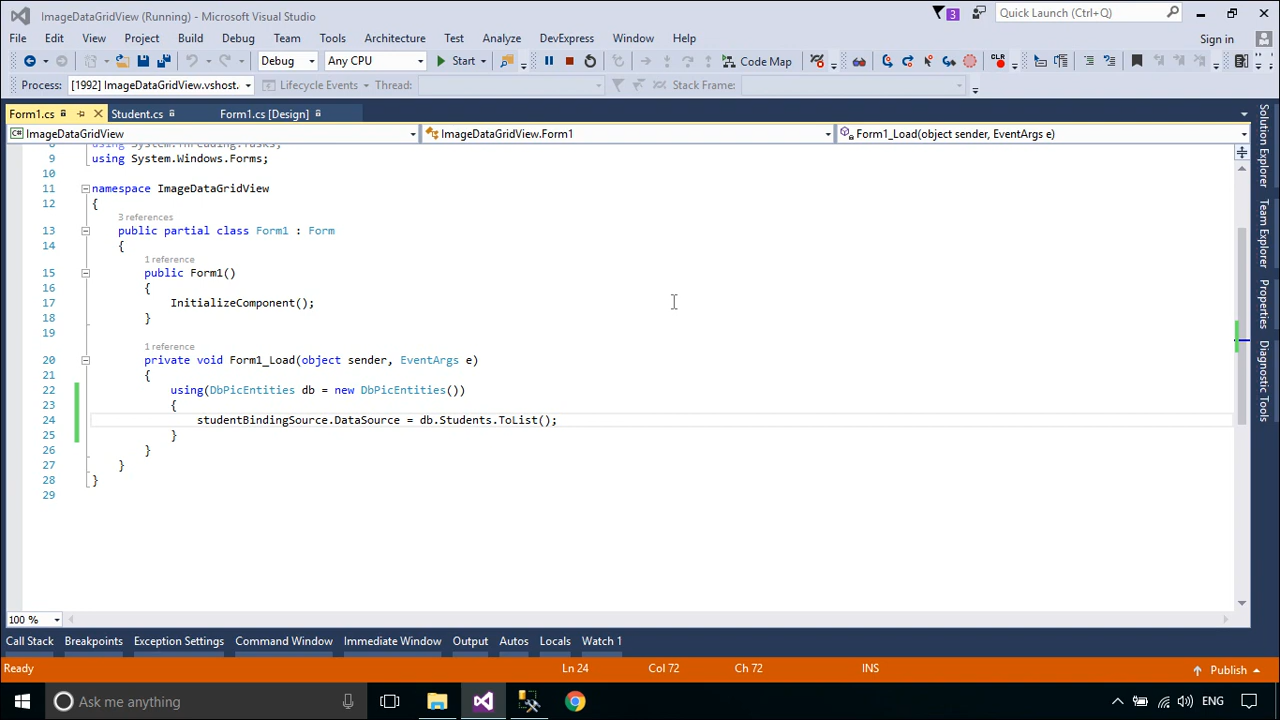 ImageDataGridView (Running) - Microsoft Visual Studio
3
Quick Launch (Ctrl+Q)
File Edit View Project Build Debug Team Tools Architecture Test Analyze DevExpress Window Help
Sign in
Debug Any CPU Start Code Map CLR
Process: [1992] ImageDataGridView.vshost. Lifecycle Events Thread: Stack Frame:
Form1.cs Student.cs Form1.cs [Design]
C# ImageDataGridView ImageDataGridView.Form1 Form1_Load(object sender, EventArgs e)
8 using System.Threading.Tasks;
9 using System.Windows.Forms;
10
11 namespace ImageDataGridView
12 {
3 references
13 public partial class Form1 : Form
14 {
1 reference
15 public Form1()
16 {
17 InitializeComponent();
18 }
19
1 reference
20 private void Form1_Load(object sender, EventArgs e)
21 {
22 using(DbPicEntities db = new DbPicEntities())
23 {
24 studentBindingSource.DataSource = db.Students.ToList();
25 }
26 }
27 }
28 }
29
Solution Explorer
Team Explorer
Properties
Diagnostic Tools
100 %
Call Stack Breakpoints Exception Settings Command Window Immediate Window Output Autos Locals Watch 1
Ready Ln 24 Col 72 Ch 72 INS Publish
Ask me anything ENG